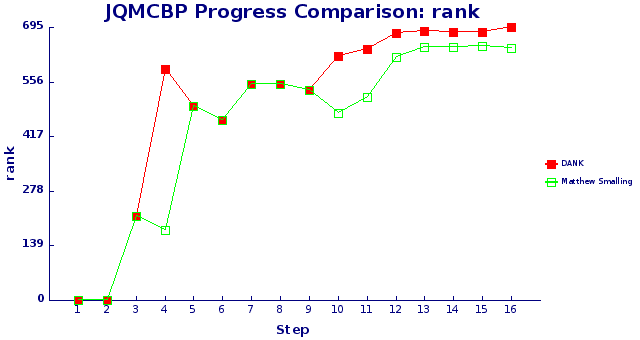 JQMCBP Progress Comparison: rank
695
556
417
278
139
0
rank
1 2 3 4 5 6 7 8 9 10 11 12 13 14 15 16
Step
DANK
Matthew Smalling